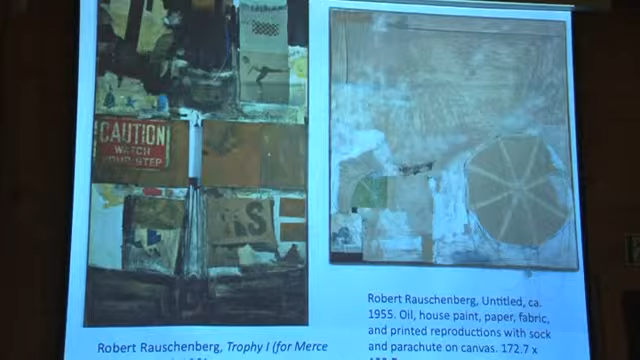 CAUTION
WATCH
YOUR STEP
S
Robert Rauschenberg, Trophy I (for Merce
Robert Rauschenberg, Untitled, ca.
1955. Oil, house paint, paper, fabric,
and printed reproductions with sock
and parachute on canvas. 172.7 x